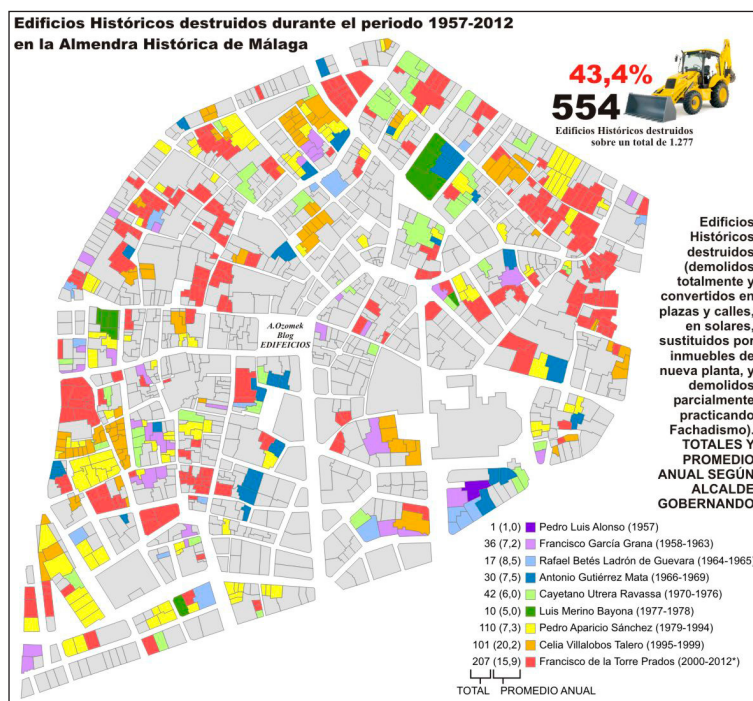 Edificios Históricos destruidos durante el periodo 1957-2012
en la Almendra Histórica de Málaga
43,4%
554
Edificios Históricos destruidos
sobre un total de 1.277
Edificios
Históricos
destruidos
(demolidos
totalmente y
convertidos en
plazas y calles,
en solares,
sustituidos por
inmuebles de
nueva planta, y
demolidos
parcialmente
practicando
Fachadismo).
TOTALES Y
PROMEDIO
ANUAL SEGÚN
ALCALDE
GOBERNANDO
A.Ozomek
Blog
EDIFEICIOS
1 (1,0) Pedro Luis Alonso (1957)
36 (7,2) Francisco García Grana (1958-1963)
17 (8,5) Rafael Betés Ladrón de Guevara (1964-1965)
30 (7,5) Antonio Gutiérrez Mata (1966-1969)
42 (6,0) Cayetano Utrera Ravassa (1970-1976)
10 (5,0) Luis Merino Bayona (1977-1978)
110 (7,3) Pedro Aparicio Sánchez (1979-1994)
101 (20,2) Celia Villalobos Talero (1995-1999)
207 (15,9) Francisco de la Torre Prados (2000-2012*)
TOTAL PROMEDIO ANUAL